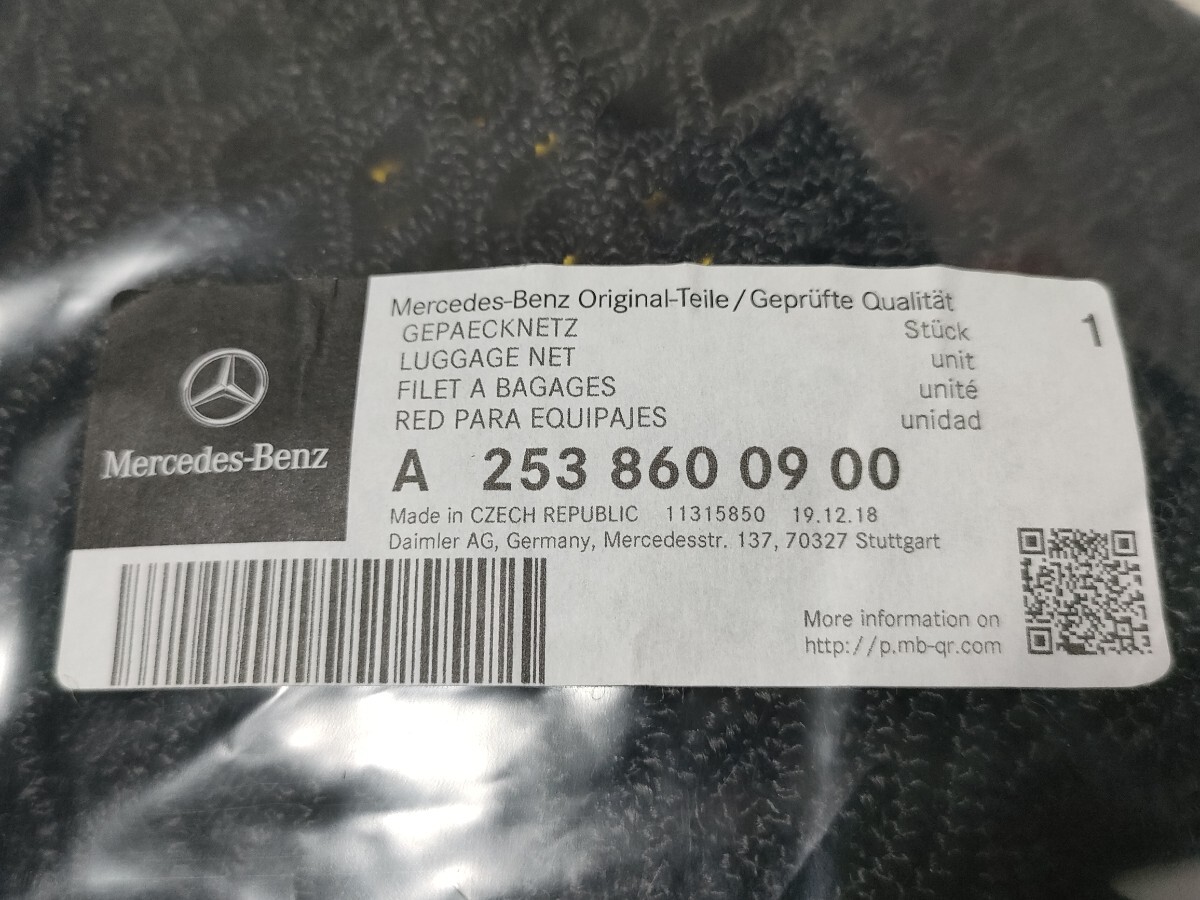 Mercedes-Benz
Mercedes-Benz Original-Teile/Geprüfte Qualität
GEPAECKNETZ Stück 1
LUGGAGE NET unit
FILET A BAGAGES unité
RED PARA EQUIPAJES unidad
A 253 860 09 00
Made in CZECH REPUBLIC 11315850 19.12.18
Daimler AG, Germany, Mercedesstr. 137, 70327 Stuttgart
More information on
http://p.mb-qr.com